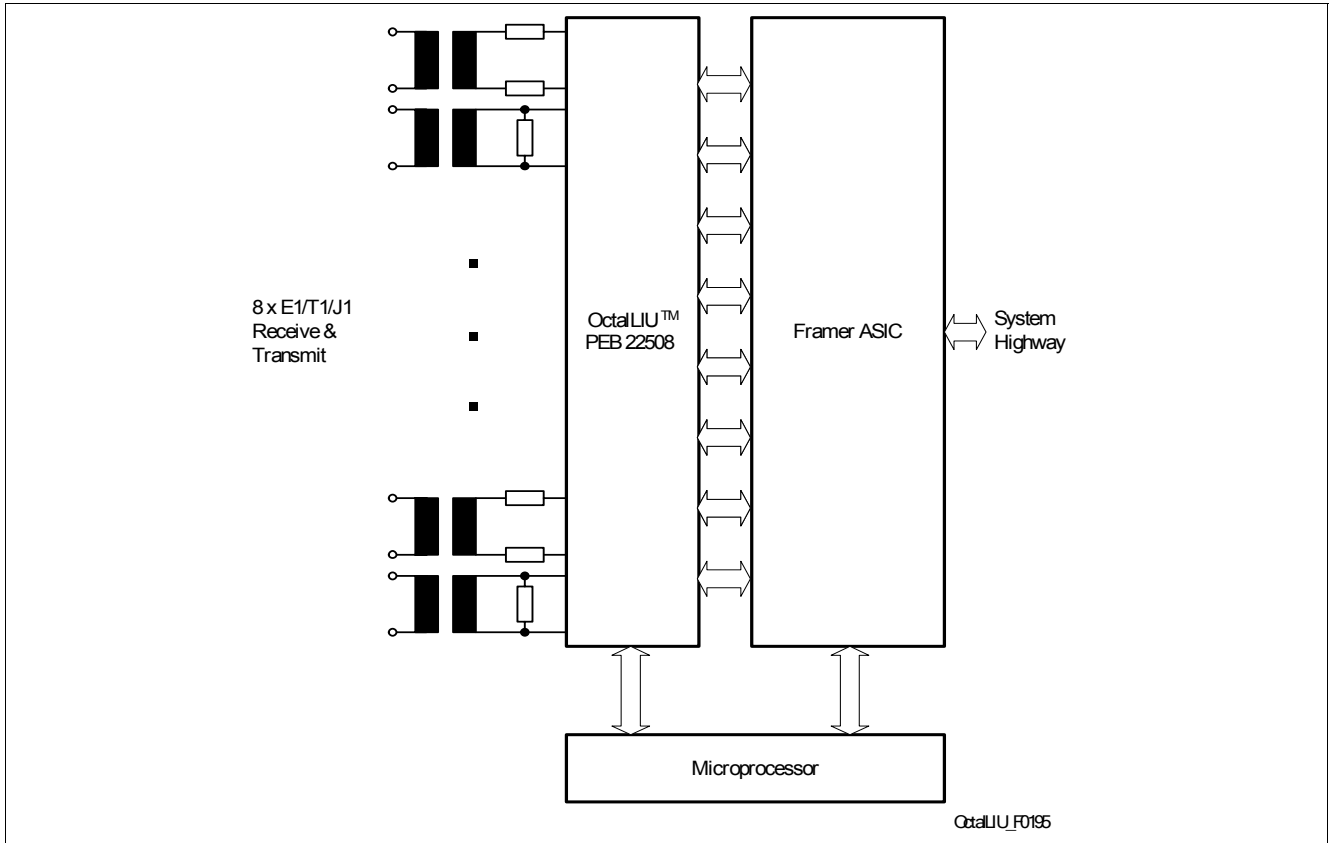 8 x E1/T1/J1
Receive &
Transmit
OctalLIU™
PEB 22508
Framer ASIC
System
Highway
Microprocessor
OctalLIU_F0195